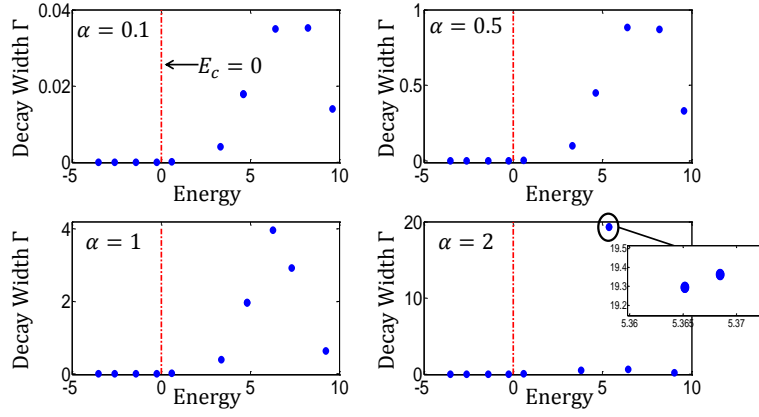 α = 0.1
E_c = 0
Decay Width Γ
0.04
0.02
0
-5 0 5 10
Energy
α = 0.5
Decay Width Γ
1
0.5
0
-5 0 5 10
Energy
α = 1
Decay Width Γ
4
2
0
-5 0 5 10
Energy
α = 2
Decay Width Γ
20
10
0
-5 0 5 10
Energy
19.5
19.4
19.3
19.2
5.36 5.365 5.37